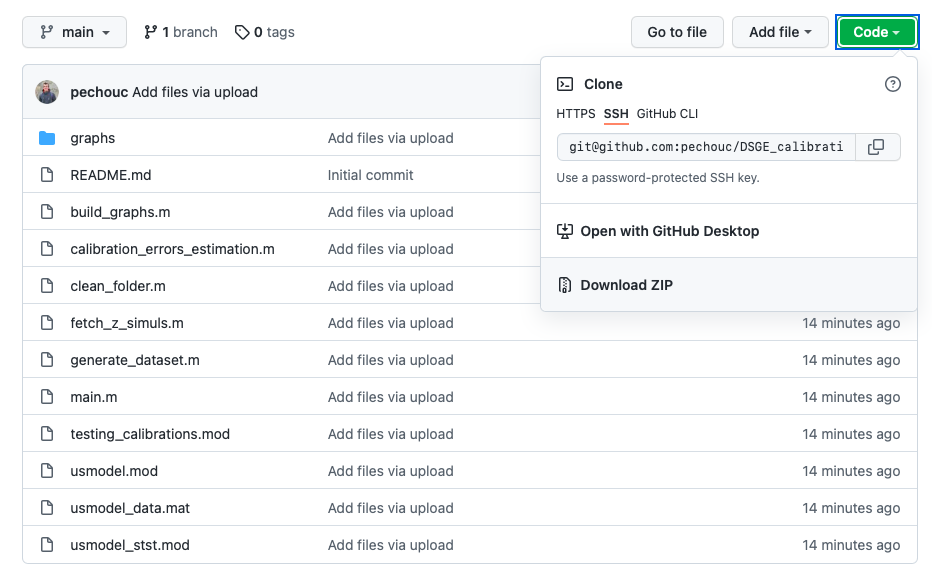 main 1 branch 0 tags Go to file Add file Code
pechouc Add files via upload
Clone
HTTPS SSH GitHub CLI
git@github.com:pechouc/DSGE_calibrati
Use a password-protected SSH key.
Open with GitHub Desktop
Download ZIP
graphs Add files via upload
README.md Initial commit
build_graphs.m Add files via upload
calibration_errors_estimation.m Add files via upload
clean_folder.m Add files via upload
fetch_z_simuls.m Add files via upload 14 minutes ago
generate_dataset.m Add files via upload 14 minutes ago
main.m Add files via upload 14 minutes ago
testing_calibrations.mod Add files via upload 14 minutes ago
usmodel.mod Add files via upload 14 minutes ago
usmodel_data.mat Add files via upload 14 minutes ago
usmodel_stst.mod Add files via upload 14 minutes ago